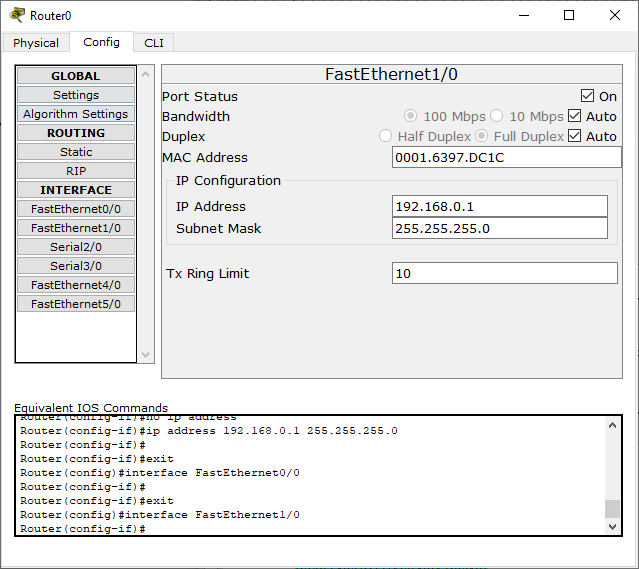 Router0
Physical Config CLI
GLOBAL
Settings
Algorithm Settings
ROUTING
Static
RIP
INTERFACE
FastEthernet0/0
FastEthernet1/0
Serial2/0
Serial3/0
FastEthernet4/0
FastEthernet5/0
FastEthernet1/0
Port Status On
Bandwidth 100 Mbps 10 Mbps Auto
Duplex Half Duplex Full Duplex Auto
MAC Address 0001.6397.DC1C
IP Configuration
IP Address 192.168.0.1
Subnet Mask 255.255.255.0
Tx Ring Limit 10
Equivalent IOS Commands
Router(config-if)#no ip address
Router(config-if)#ip address 192.168.0.1 255.255.255.0
Router(config-if)#
Router(config-if)#exit
Router(config)#interface FastEthernet0/0
Router(config-if)#
Router(config-if)#exit
Router(config)#interface FastEthernet1/0
Router(config-if)#